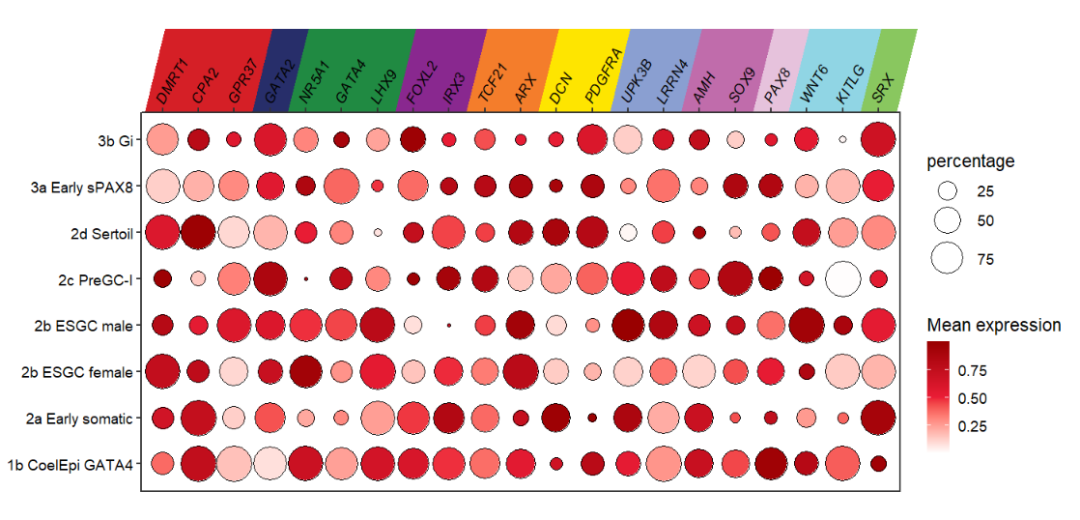 DMRT1
CPA2
GPR37
GATA2
NR5A1
GATA4
LHX9
FOXL2
IRX3
TCF21
ARX
DCN
PDGFRA
UPK3B
LRRN4
AMH
SOX9
PAX8
WNT6
KITLG
SRX
3b Gi
3a Early sPAX8
2d Sertoil
2c PreGC-I
2b ESGC male
2b ESGC female
2a Early somatic
1b CoelEpi GATA4
percentage
25
50
75
Mean expression
0.75
0.50
0.25